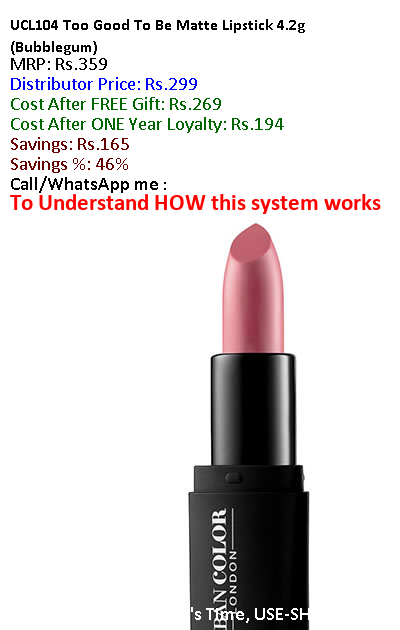 UCL104 Too Good To Be Matte Lipstick 4.2g
(Bubblegum)
MRP: Rs.359
Distributor Price: Rs.299
Cost After FREE Gift: Rs.269
Cost After ONE Year Loyalty: Rs.194
Savings: Rs.165
Savings %: 46%
Call/WhatsApp me :
To Understand HOW this system works
COLOR
LONDON
Time,